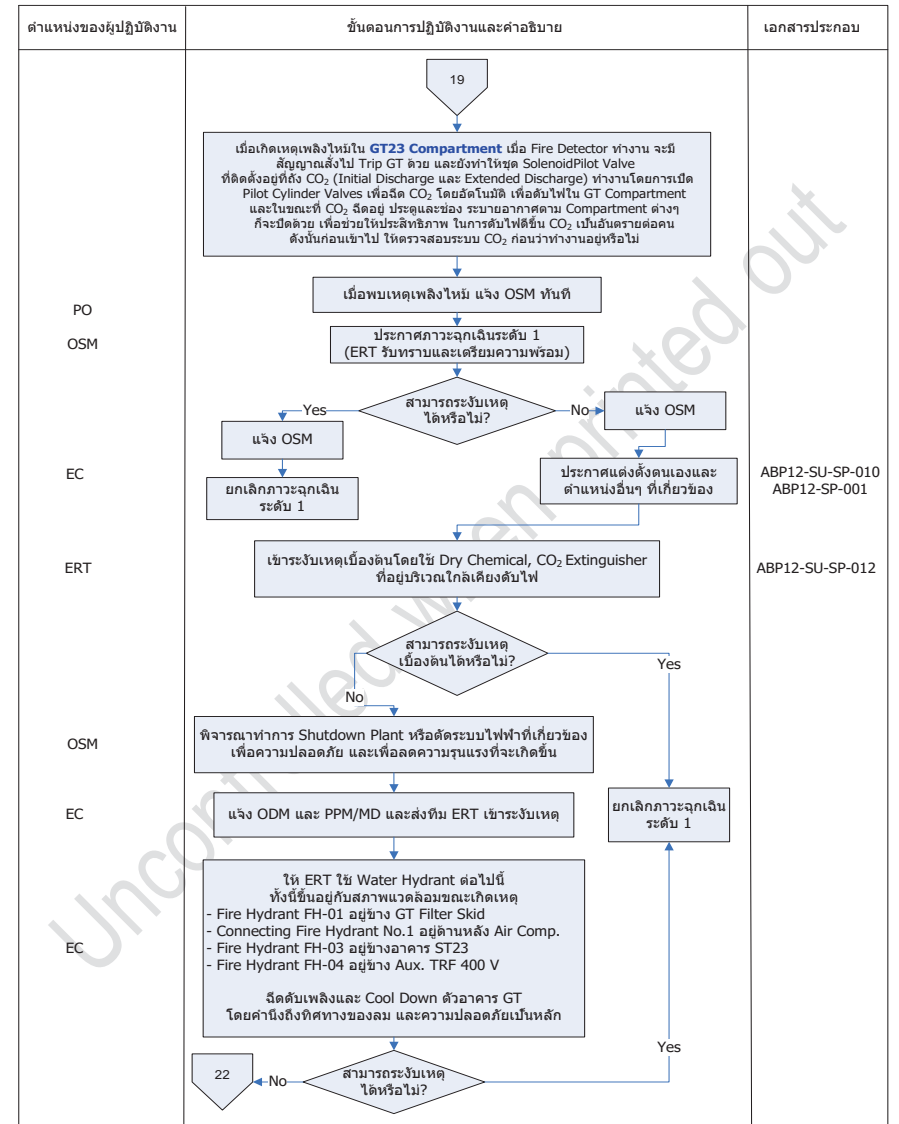 ตำแหน่งของผู้ปฏิบัติงาน
ขั้นตอนการปฏิบัติงานและคำอธิบาย
เอกสารประกอบ
19
เมื่อเกิดเหตุเพลิงไหม้ใน GT23 Compartment เมื่อ Fire Detector ทำงาน จะมี
สัญญาณสั่งไป Trip GT ด้วย และยังทำให้ชุด SolenoidPilot Valve
ที่ติดตั้งอยู่ที่ถัง CO₂ (Initial Discharge และ Extended Discharge) ทำงานโดยการเปิด
Pilot Cylinder Valves เพื่อฉีด CO₂ โดยอัตโนมัติ เพื่อดับไฟใน GT Compartment
และในขณะที่ CO₂ ฉีดอยู่ ประตูและช่อง ระบายอากาศตาม Compartment ต่างๆ
ก็จะปิดด้วย เพื่อช่วยให้ประสิทธิภาพ ในการดับไฟดีขึ้น CO₂ เป็นอันตรายต่อคน
ดังนั้นก่อนเข้าไป ให้ตรวจสอบระบบ CO₂ ก่อนว่าทำงานอยู่หรือไม่
PO
เมื่อพบเหตุเพลิงไหม้ แจ้ง OSM ทันที
OSM
ประกาศภาวะฉุกเฉินระดับ 1
(ERT รับทราบและเตรียมความพร้อม)
สามารถระงับเหตุ
ได้หรือไม่?
Yes
No
แจ้ง OSM
แจ้ง OSM
EC
ยกเลิกภาวะฉุกเฉิน
ระดับ 1
ประกาศแต่งตั้งตนเองและ
ตำแหน่งอื่นๆ ที่เกี่ยวข้อง
ABP12-SU-SP-010
ABP12-SP-001
ERT
เข้าระงับเหตุเบื้องต้นโดยใช้ Dry Chemical, CO₂ Extinguisher
ที่อยู่บริเวณใกล้เคียงดับไฟ
ABP12-SU-SP-012
สามารถระงับเหตุ
เบื้องต้นได้หรือไม่?
Yes
No
OSM
พิจารณาทำการ Shutdown Plant หรือตัดระบบไฟฟ้าที่เกี่ยวข้อง
เพื่อความปลอดภัย และเพื่อลดความรุนแรงที่จะเกิดขึ้น
EC
แจ้ง ODM และ PPM/MD และส่งทีม ERT เข้าระงับเหตุ
ยกเลิกภาวะฉุกเฉิน
ระดับ 1
EC
ให้ ERT ใช้ Water Hydrant ต่อไปนี้
ทั้งนี้ขึ้นอยู่กับสภาพแวดล้อมขณะเกิดเหตุ
- Fire Hydrant FH-01 อยู่ข้าง GT Filter Skid
- Connecting Fire Hydrant No.1 อยู่ด้านหลัง Air Comp.
- Fire Hydrant FH-03 อยู่ข้างอาคาร ST23
- Fire Hydrant FH-04 อยู่ข้าง Aux. TRF 400 V
ฉีดดับเพลิงและ Cool Down ตัวอาคาร GT
โดยคำนึงถึงทิศทางของลม และความปลอดภัยเป็นหลัก
Yes
สามารถระงับเหตุ
ได้หรือไม่?
No
22
Uncontrolled when printed out